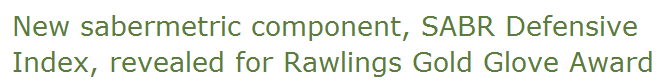 New sabermetric component, SABR Defensive
Index, revealed for Rawlings Gold Glove Award